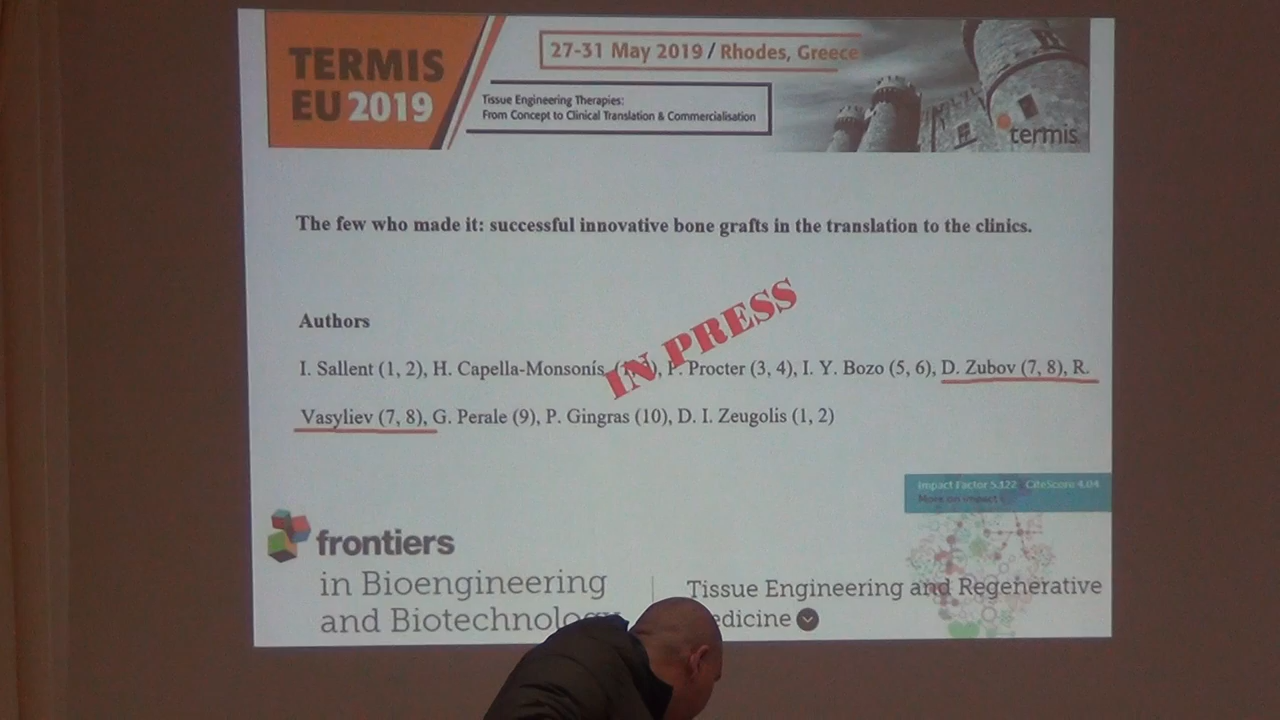 TERMIS
EU 2019
27-31 May 2019 / Rhodes, Greece
Tissue Engineering Therapies:
From Concept to Clinical Translation & Commercialisation
termis
The few who made it: successful innovative bone grafts in the translation to the clinics.
IN PRESS
Authors
I. Sallent (1, 2), H. Capella-Monsonís, P. Procter (3, 4), I. Y. Bozo (5, 6), D. Zubov (7, 8), R.
Vasyliev (7, 8), G. Perale (9), P. Gingras (10), D. I. Zeugolis (1, 2)
Impact Factor 5.122 CiteScore 4.04
More on impact
frontiers
in Bioengineering
and Biotechnolo
Tissue Engineering and Regenerative
edicine